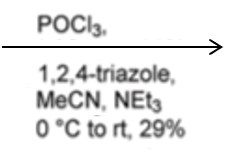 POCl3,
1,2,4-triazole,
MeCN, NEt3
0 °C to rt, 29%